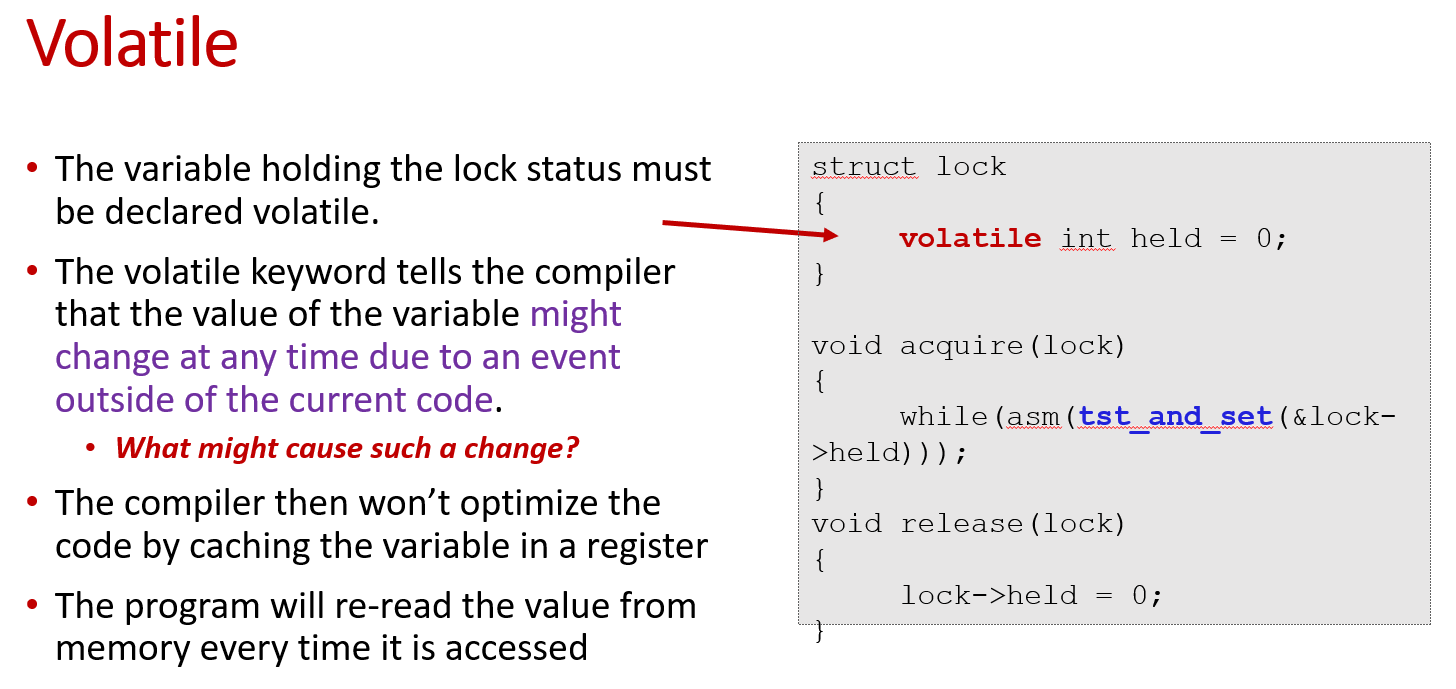 Volatile
• The variable holding the lock status must
be declared volatile.
• The volatile keyword tells the compiler
that the value of the variable might
change at any time due to an event
outside of the current code.
• What might cause such a change?
• The compiler then won’t optimize the
code by caching the variable in a register
• The program will re-read the value from
memory every time it is accessed
struct lock
{
volatile int held = 0;
}
void acquire(lock)
{
while(asm(tst_and_set(&lock-
>held)));
}
void release(lock)
{
lock->held = 0;
}